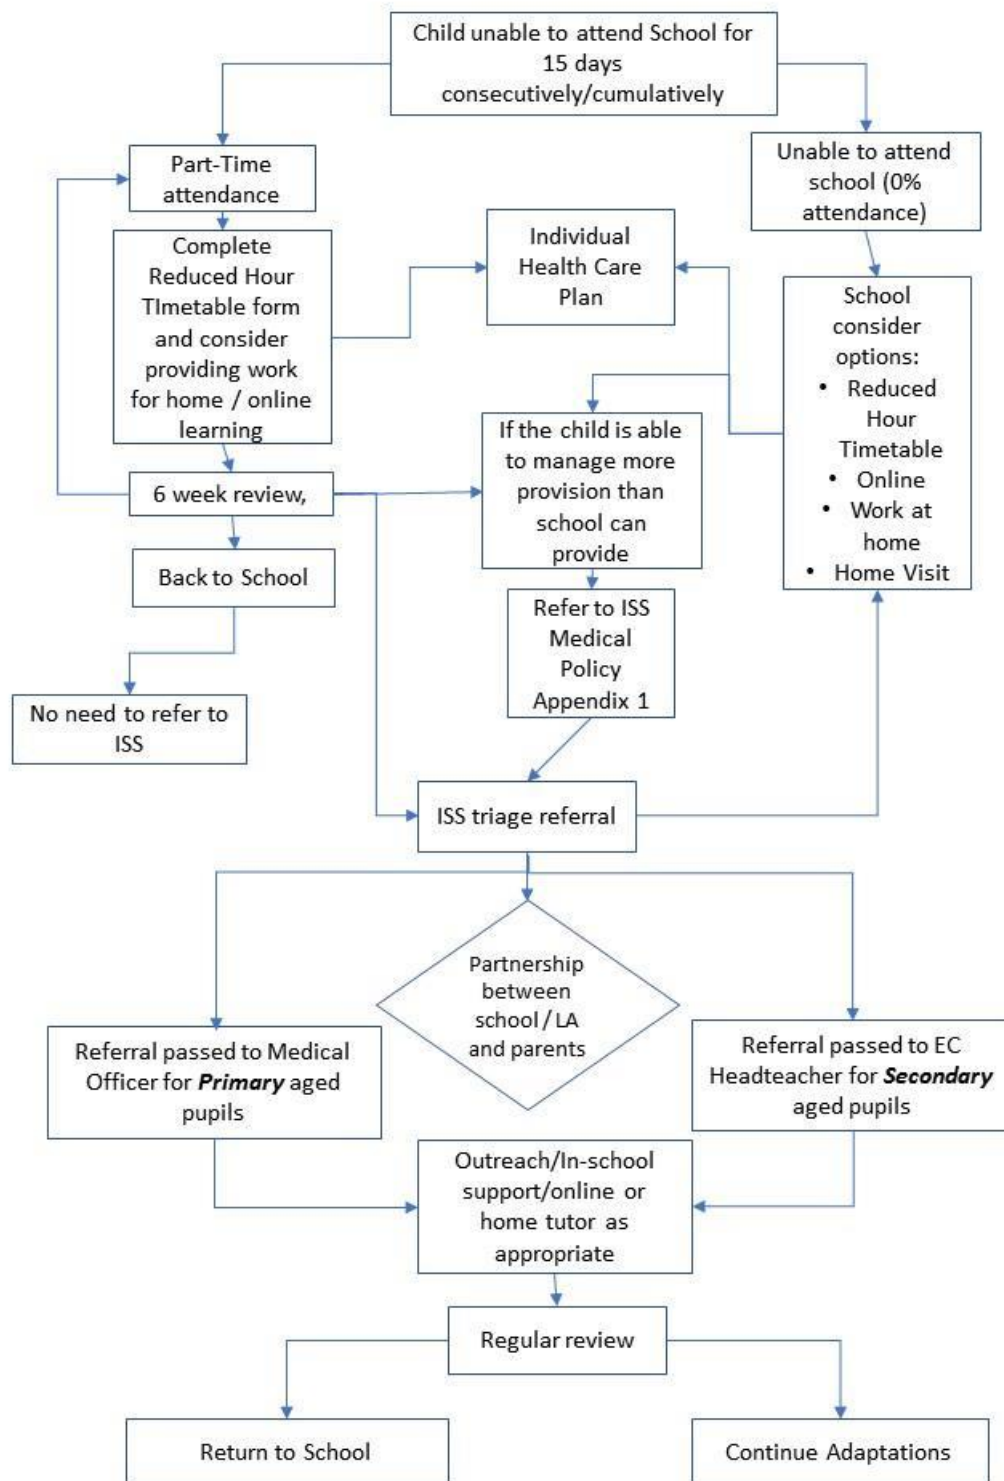 Child unable to attend School for
15 days
consecutively/cumulatively
Part-Time
attendance
Unable to attend
school (0%
attendance)
Complete
Reduced Hour
TImetable form
and consider
providing work
for home / online
learning
Individual
Health Care
Plan
School
consider
options:
• Reduced
Hour
Timetable
• Online
• Work at
home
• Home Visit
If the child is able
to manage more
provision than
school can
provide
6 week review,
Back to School
Refer to ISS
Medical
Policy
Appendix 1
No need to refer to
ISS
ISS triage referral
Partnership
between
school / LA
and parents
Referral passed to Medical
Officer for Primary aged
pupils
Referral passed to EC
Headteacher for Secondary
aged pupils
Outreach/In-school
support/online or
home tutor as
appropriate
Regular review
Return to School
Continue Adaptations